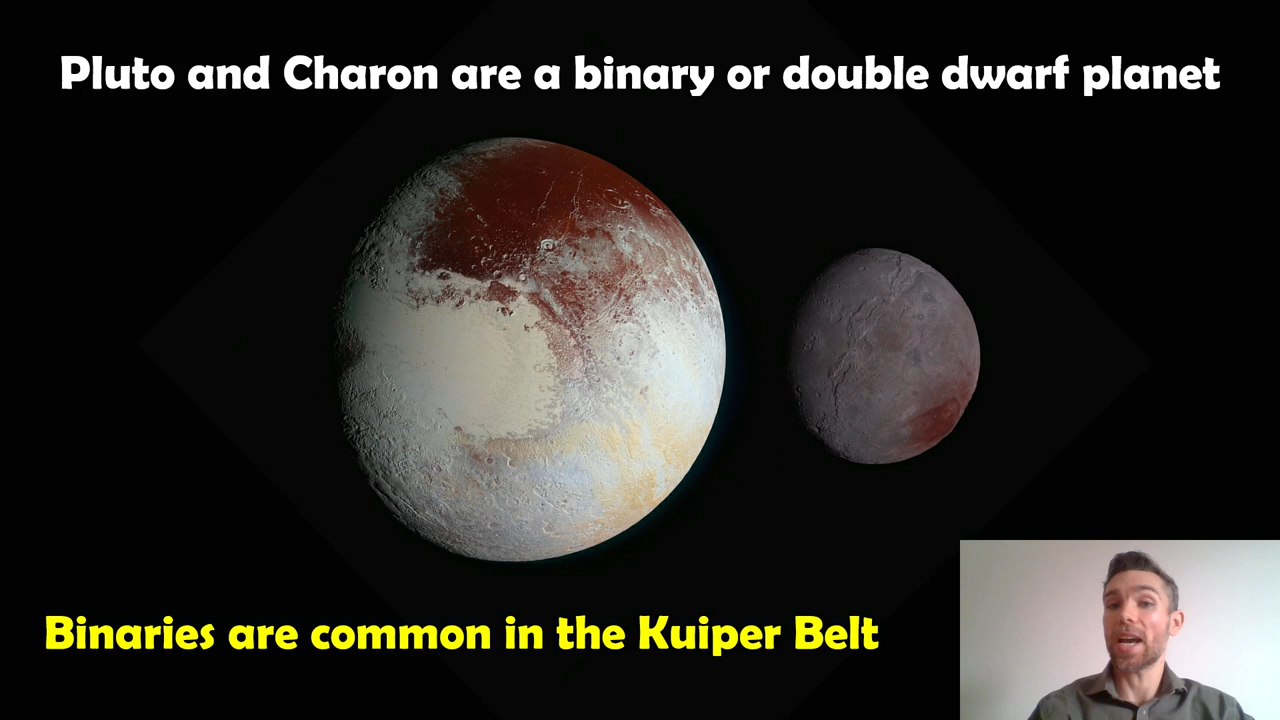 Pluto and Charon are a binary or double dwarf planet
Binaries are common in the Kuiper Belt